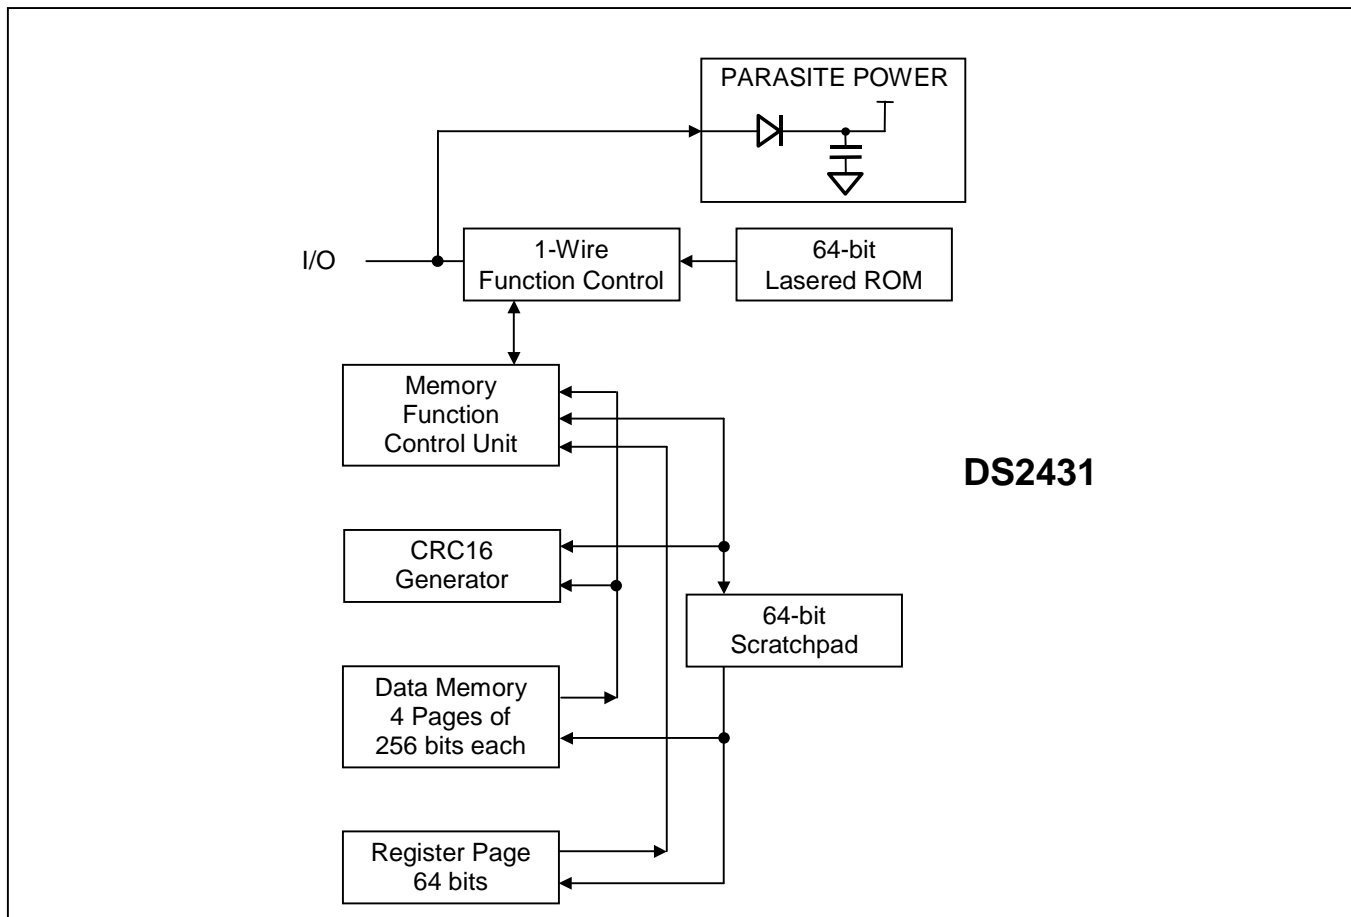 PARASITE POWER
I/O
1-Wire
Function Control
64-bit
Lasered ROM
Memory
Function
Control Unit
DS2431
CRC16
Generator
64-bit
Scratchpad
Data Memory
4 Pages of
256 bits each
Register Page
64 bits